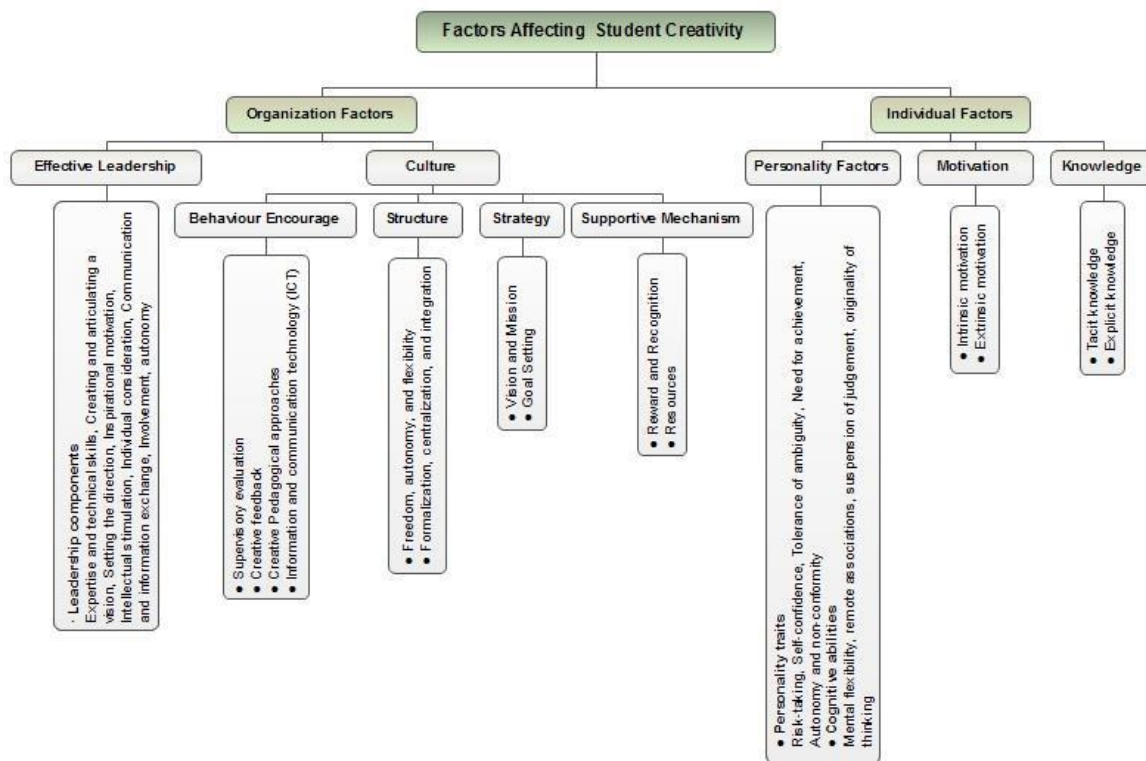 Factors Affecting Student Creativity
Organization Factors
Individual Factors
Effective Leadership
Culture
Personality Factors
Motivation
Knowledge
Behaviour Encourage
Structure
Strategy
Supportive Mechanism
· Leadership components
Expertise and technical skills, Creating and articulating a
vision, Setting the direction, Inspirational motivation,
Intellectual stimulation, Individual consideration, Communication
and information exchange, Involvement, autonomy
● Supervisory evaluation
● Creative feedback
● Creative Pedagogical approaches
● Information and communication technology (ICT)
● Freedom, autonomy, and flexibility
● Formalization, centralization, and integration
● Vision and Mission
● Goal Setting
● Reward and Recognition
● Resources
● Personality traits
Risk-taking, Self-confidence, Tolerance of ambiguity, Need for achievement,
Autonomy and non-conformity
● Cognitive abilities
Mental flexibility, remote associations, suspension of judgement, originality of
thinking
● Intrinsic motivation
● Extrinsic motivation
● Tacit knowledge
● Explicit knowledge